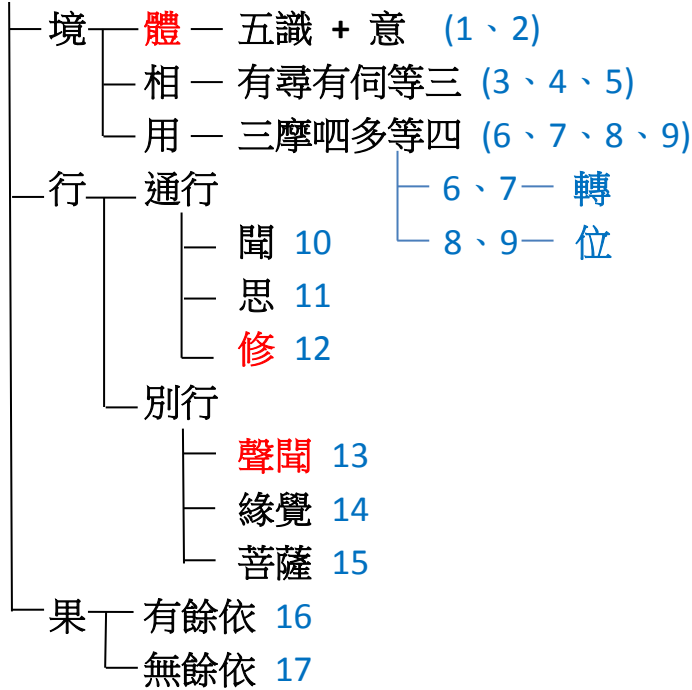 境 體 五識 + 意 (1、2)
相 有尋有伺等三 (3、4、5)
用 三摩呬多等四 (6、7、8、9)
行 通行 6、7 轉
8、9 位
聞 10
思 11
修 12
別行
聲聞 13
緣覺 14
菩薩 15
果 有餘依 16
無餘依 17